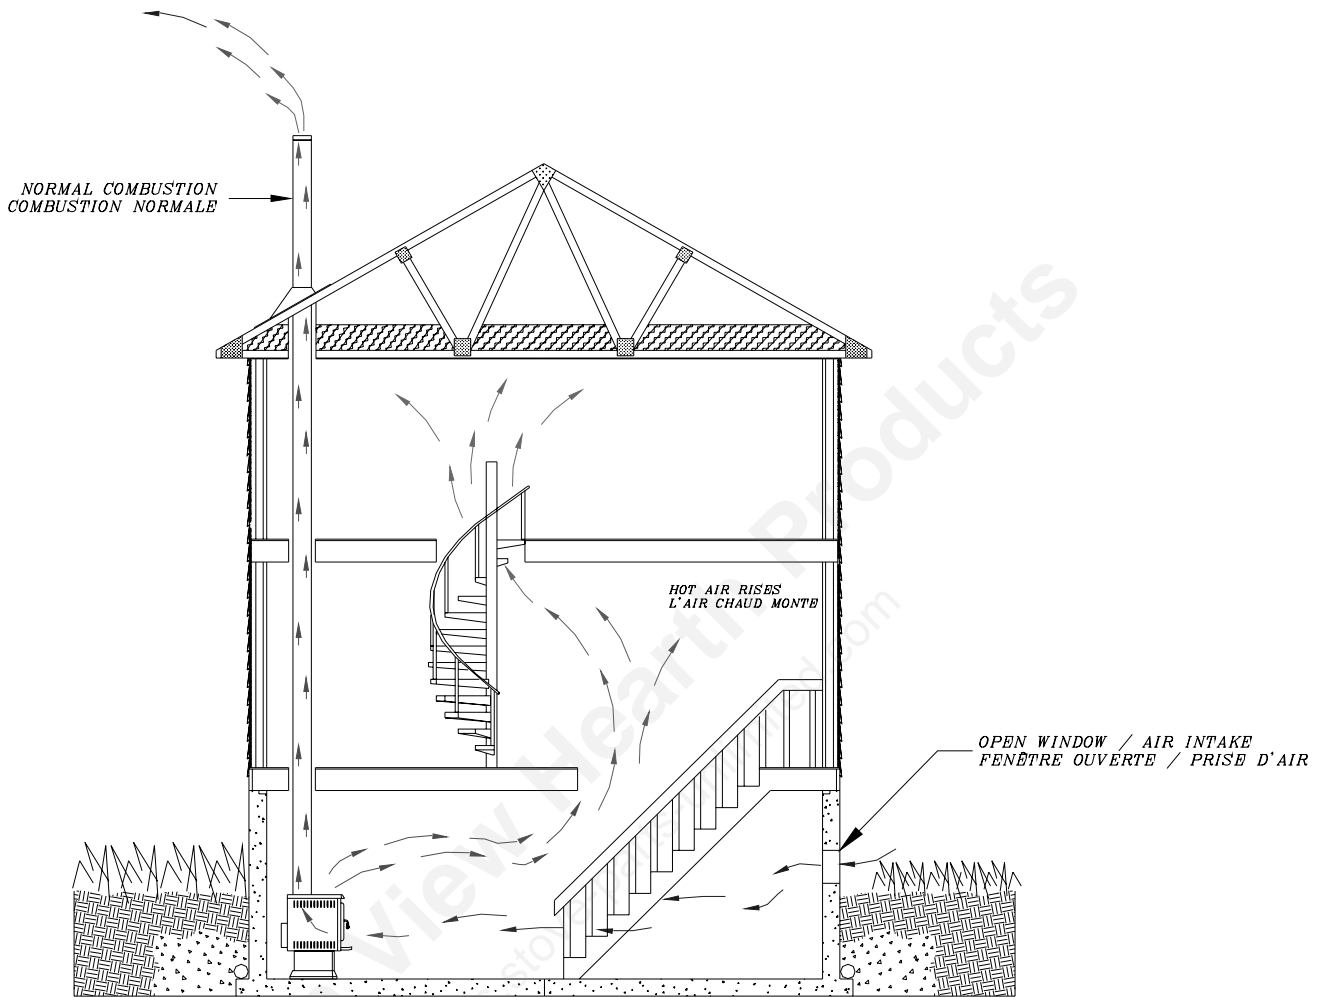 NORMAL COMBUSTION
COMBUSTION NORMALE
HOT AIR RISES
L'AIR CHAUD MONTE
OPEN WINDOW / AIR INTAKE
FENÊTRE OUVERTE / PRISE D'AIR
View Hearth Products